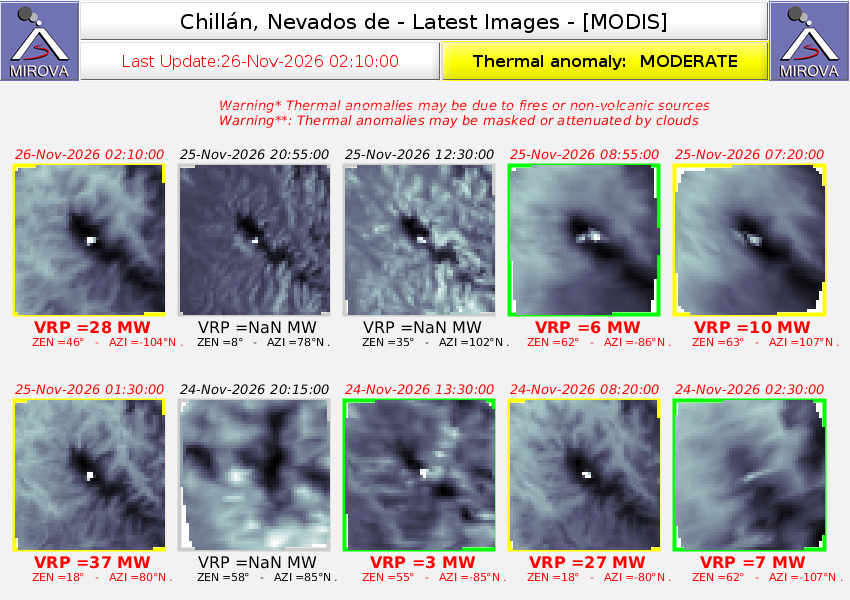 Chillán, Nevados de - Latest Images - [MODIS]
MIROVA
Last Update:26-Nov-2026 02:10:00
Thermal anomaly: MODERATE
MIROVA
Warning* Thermal anomalies may be due to fires or non-volcanic sources
Warning**: Thermal anomalies may be masked or attenuated by clouds
26-Nov-2026 02:10:00
25-Nov-2026 20:55:00
25-Nov-2026 12:30:00
25-Nov-2026 08:55:00
25-Nov-2026 07:20:00
VRP =28 MW
VRP =NaN MW
VRP =NaN MW
VRP =6 MW
VRP =10 MW
ZEN =46° - AZI =-104°N .
ZEN =8° - AZI =78°N .
ZEN =35° - AZI =102°N .
ZEN =62° - AZI =-86°N .
ZEN =63° - AZI =107°N .
25-Nov-2026 01:30:00
24-Nov-2026 20:15:00
24-Nov-2026 13:30:00
24-Nov-2026 08:20:00
24-Nov-2026 02:30:00
VRP =37 MW
VRP =NaN MW
VRP =3 MW
VRP =27 MW
VRP =7 MW
ZEN =18° - AZI =80°N .
ZEN =58° - AZI =85°N .
ZEN =55° - AZI =-85°N .
ZEN =18° - AZI =-80°N .
ZEN =62° - AZI =-107°N .